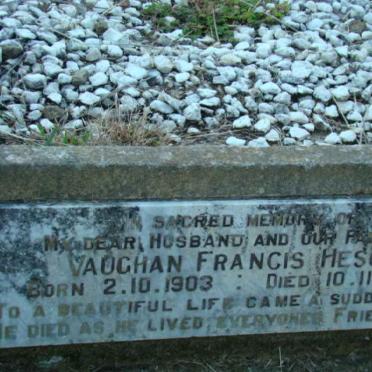 IN SACRED MEMORY OF
MY DEAR HUSBAND AND OUR FA
VAUGHAN FRANCIS HES
BORN 2.10.1903 : DIED 10.11
TO A BEAUTIFUL LIFE CAME A SUDD
HE DIED AS HE LIVED, EVERYONES FRIE